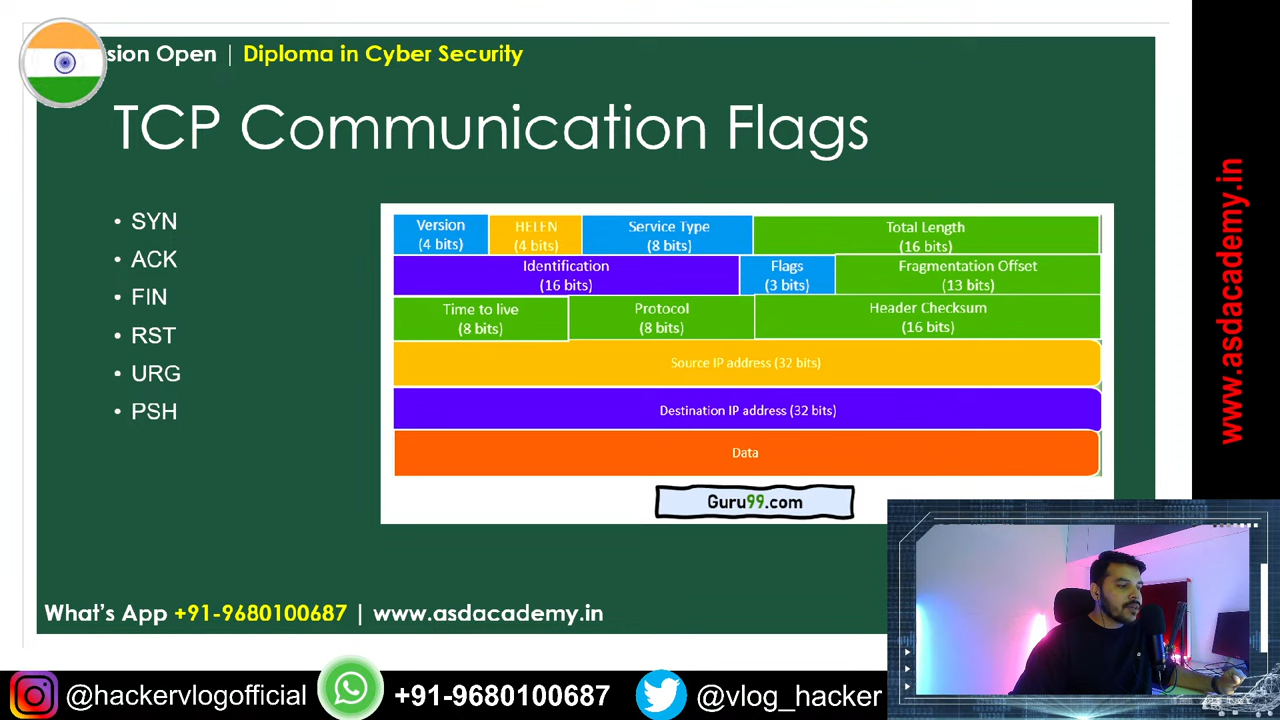 sion Open | Diploma in Cyber Security
TCP Communication Flags
• SYN
• ACK
• FIN
• RST
• URG
• PSH
Version
(4 bits)
HELEN
(4 bits)
Service Type
(8 bits)
Total Length
(16 bits)
Identification
(16 bits)
Flags
(3 bits)
Fragmentation Offset
(13 bits)
Time to live
(8 bits)
Protocol
(8 bits)
Header Checksum
(16 bits)
Source IP address (32 bits)
Destination IP address (32 bits)
Data
Guru99.com
What's App +91-9680100687 | www.asdacademy.in
www.asdacademy.in
@hackervlogofficial
+91-9680100687
@vlog_hacker